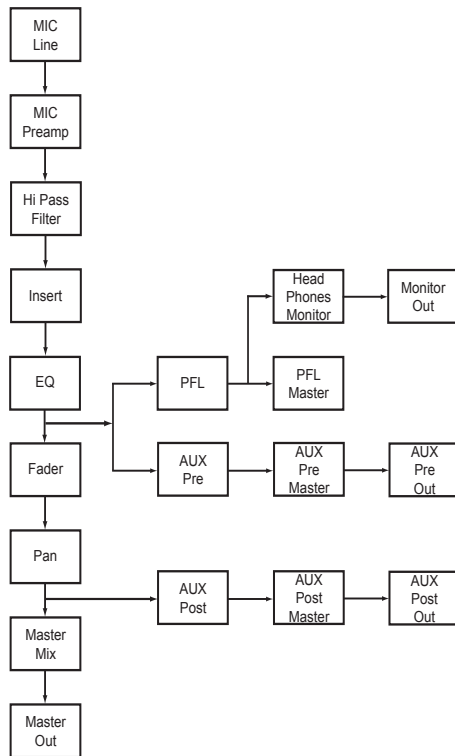 MIC
Line
MIC
Preamp
Hi Pass
Filter
Insert
EQ
Fader
Pan
Master
Mix
Master
Out
PFL
Head
Phones
Monitor
Monitor
Out
PFL
Master
AUX
Pre
AUX
Pre
Master
AUX
Pre
Out
AUX
Post
AUX
Post
Master
AUX
Post
Out